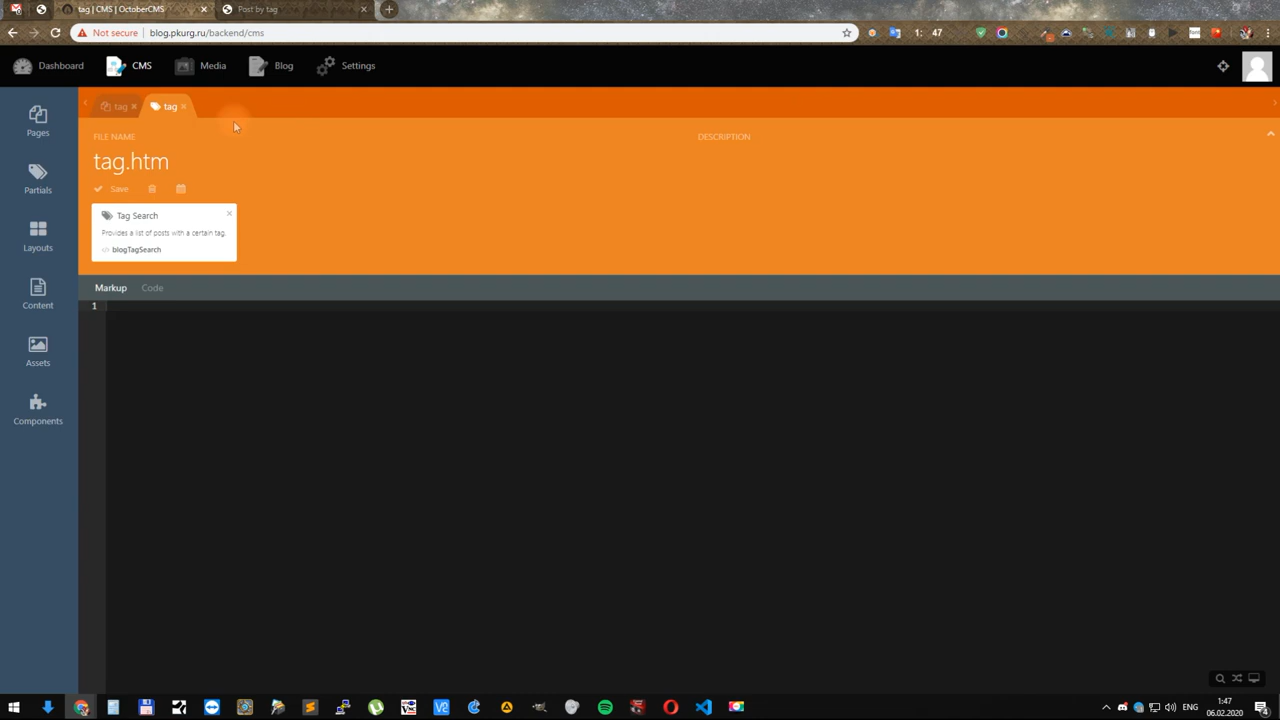 tag | CMS | OctoberCMS
Post by tag
Not secure
blog.pkurg.ru/backend/cms
1: 47
Dashboard
CMS
Media
Blog
Settings
tag
tag
Pages
Partials
Layouts
Content
Assets
Components
FILE NAME
DESCRIPTION
tag.htm
Save
Tag Search
Provides a list of posts with a certain tag.
blogTagSearch
Markup
Code
1
ENG
1:47
06.02.2020